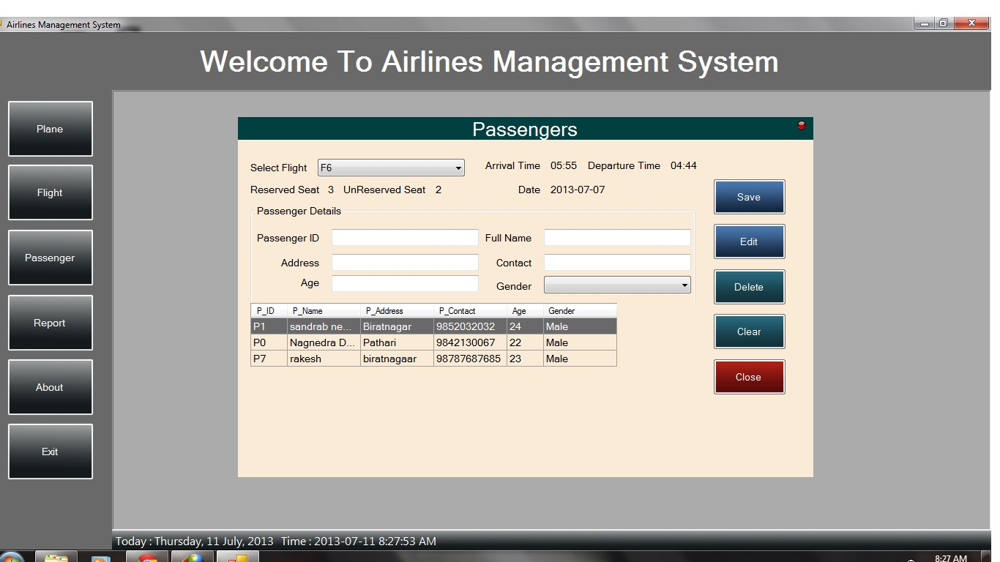 Airlines Management System
Welcome To Airlines Management System
Plane
Flight
Passenger
Report
About
Exit
Passengers
Select Flight F6 Arrival Time 05:55 Departure Time 04:44
Reserved Seat 3 UnReserved Seat 2 Date 2013-07-07
Passenger Details
Passenger ID Full Name
Address Contact
Age Gender
P_ID P_Name P_Address P_Contact Age Gender
P1 sandrab ne... Biratnagar 9852032032 24 Male
P0 Nagnedra D... Pathari 9842130067 22 Male
P7 rakesh biratnagaar 98787687685 23 Male
Save
Edit
Delete
Clear
Close
Today : Thursday, 11 July, 2013 Time : 2013-07-11 8:27:53 AM
8:27 AM